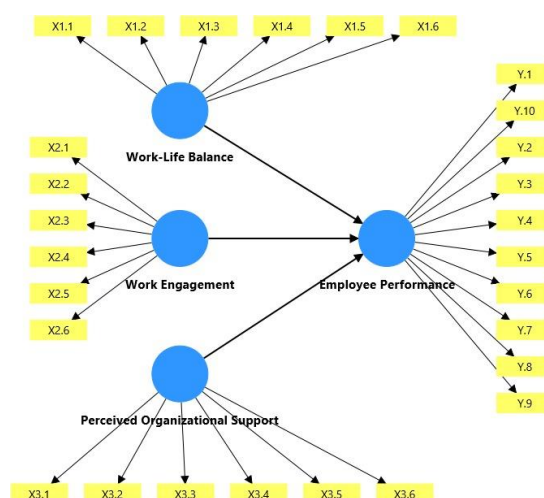 X1.1
X1.2
X1.3
X1.4
X1.5
X1.6
Work-Life Balance
X2.1
X2.2
X2.3
X2.4
X2.5
X2.6
Work Engagement
Employee Performance
Y.1
Y.10
Y.2
Y.3
Y.4
Y.5
Y.6
Y.7
Y.8
Y.9
Perceived Organizational Support
X3.1
X3.2
X3.3
X3.4
X3.5
X3.6